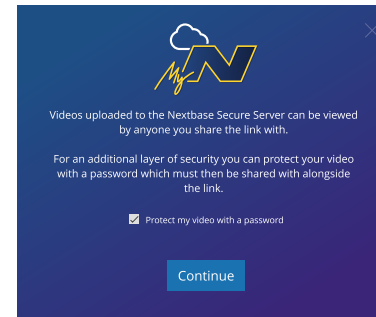 My N
Videos uploaded to the Nextbase Secure Server can be viewed
by anyone you share the link with.
For an additional layer of security you can protect your video
with a password which must then be shared with alongside
the link.
Protect my video with a password
Continue